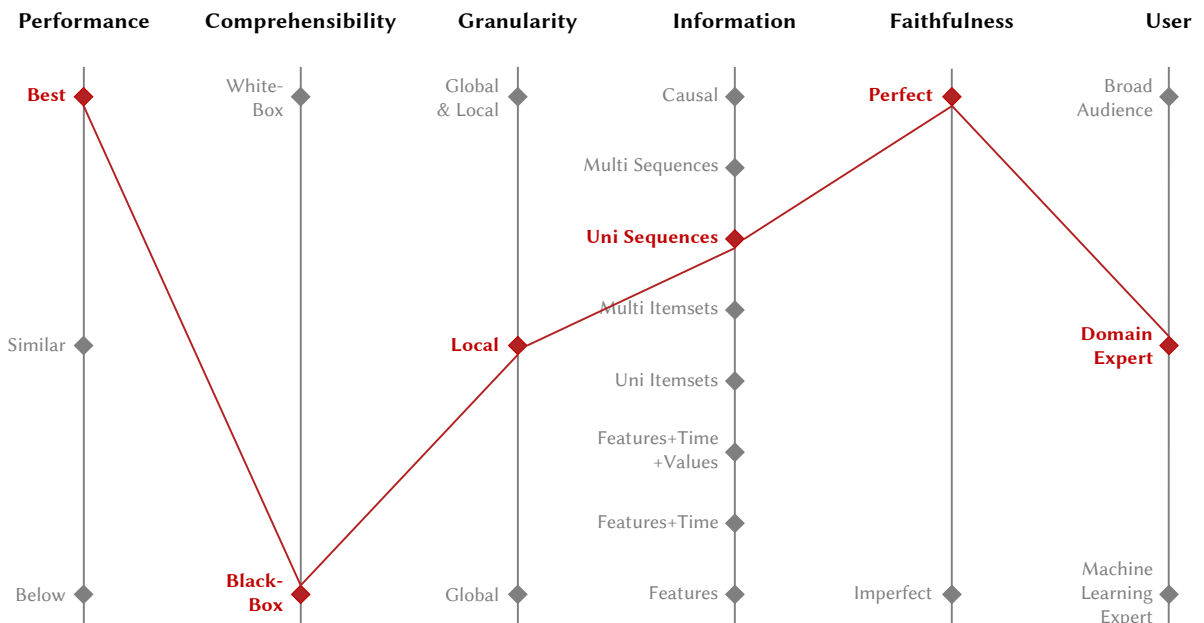 Performance
Comprehensibility
Granularity
Information
Faithfulness
User
Best
Similar
Below
White-
Box
Black-
Box
Global
& Local
Local
Global
Causal
Multi Sequences
Uni Sequences
Multi Itemsets
Uni Itemsets
Features+Time
+Values
Features+Time
Features
Perfect
Imperfect
Broad
Audience
Domain
Expert
Machine
Learning
Expert